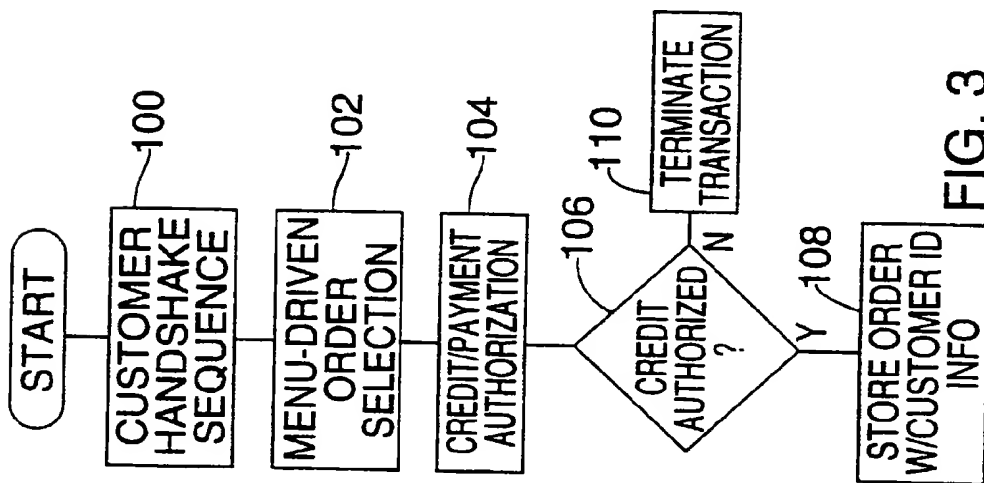 START
CUSTOMER
HANDSHAKE
SEQUENCE
100
MENU-DRIVEN
ORDER
SELECTION
102
CREDIT/PAYMENT
AUTHORIZATION
104
CREDIT
AUTHORIZED
?
106
N
TERMINATE
TRANSACTION
110
Y
STORE ORDER
W/CUSTOMER ID
INFO
108
FIG. 3